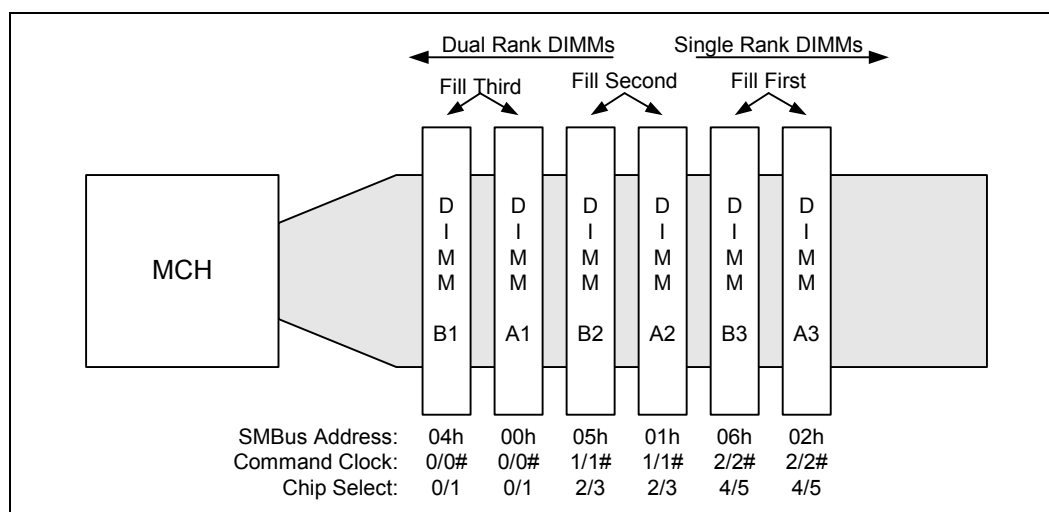 Dual Rank DIMMs Single Rank DIMMs
Fill Third Fill Second Fill First
MCH
DIMM B1
DIMM A1
DIMM B2
DIMM A2
DIMM B3
DIMM A3
SMBus Address: 04h 00h 05h 01h 06h 02h
Command Clock: 0/0# 0/0# 1/1# 1/1# 2/2# 2/2#
Chip Select: 0/1 0/1 2/3 2/3 4/5 4/5